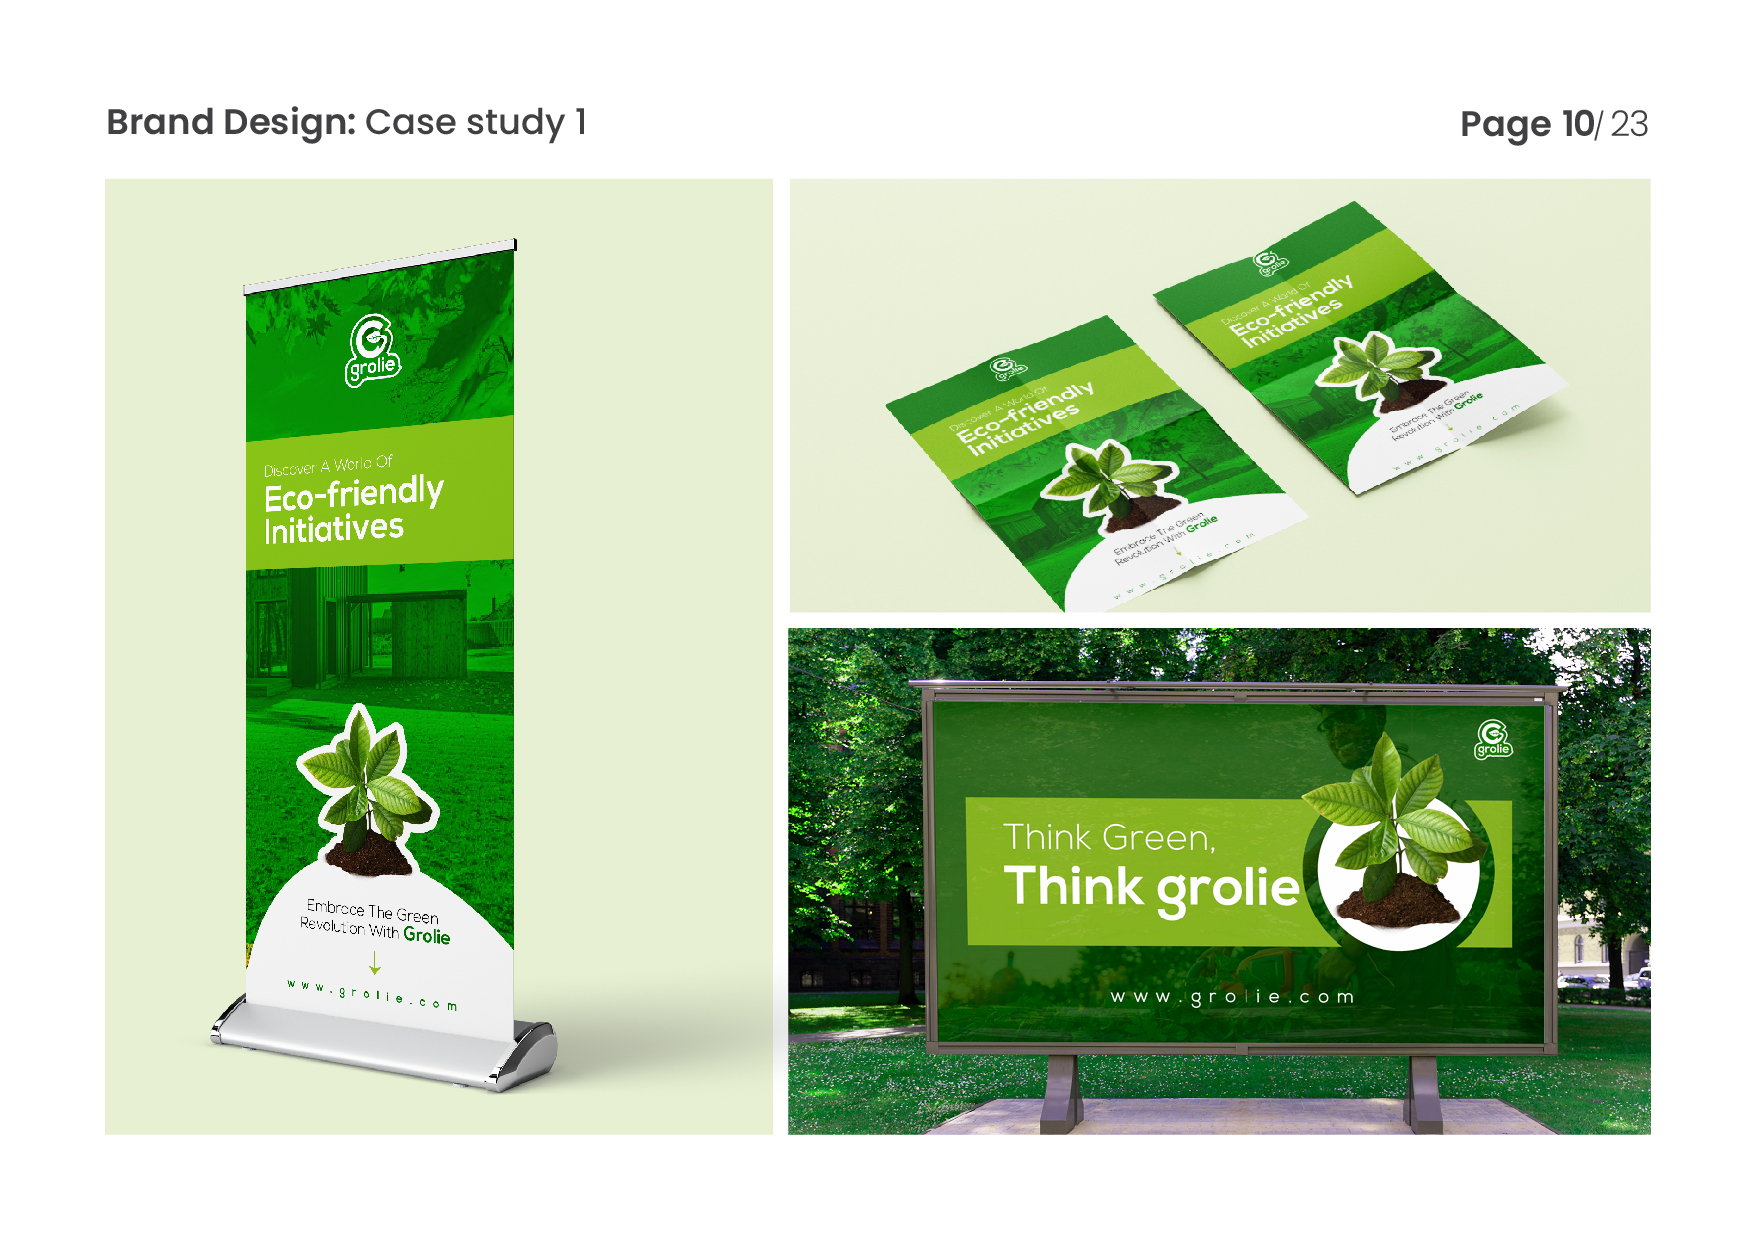 Brand Design: Case study 1
Page 10/ 23
grolie
Discover A World Of
Eco-friendly
Initiatives
Embrace The Green
Revolution With Grolie
www.grolie.com
grolie
Discover A World Of
Eco-friendly
Initiatives
Embrace The Green
Revolution With Grolie
www.grolie.com
grolie
Discover A World Of
Eco-friendly
Initiatives
Embrace The Green
Revolution With Grolie
www.grolie.com
grolie
Think Green,
Think grolie
www.grolie.com